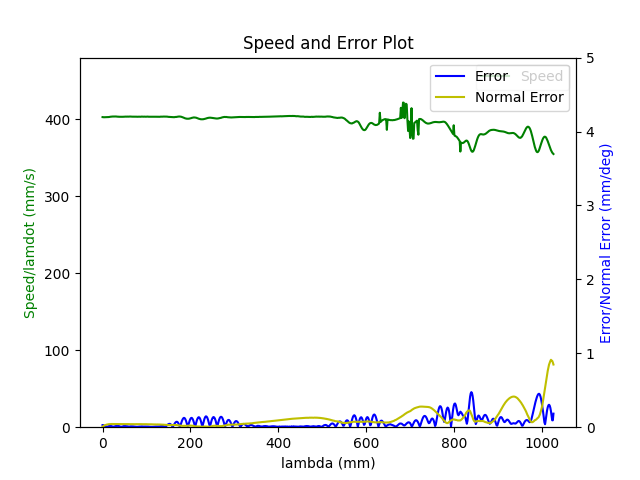 Speed and Error Plot
Error
Speed
Normal Error
400
300
200
100
0
5
4
3
2
1
0
0
200
400
600
800
1000
lambda (mm)
Speed/lamdot (mm/s)
Error/Normal Error (mm/deg)